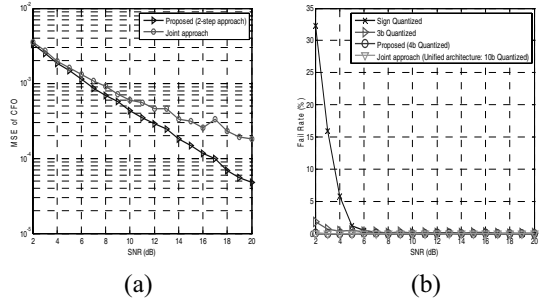 10⁻²
10⁻³
10⁻⁴
10⁻⁵
MSE of CFO
2 4 6 8 10 12 14 16 18 20
SNR (dB)
Proposed (2-step approach)
Joint approach
(a)
35
30
25
20
15
10
5
0
Fail Rate (%)
2 4 6 8 10 12 14 16 18 20
SNR (dB)
Sign Quantized
3b Quantized
Proposed (4b Quantized)
Joint approach (Unified architecture: 10b Quantized)
(b)